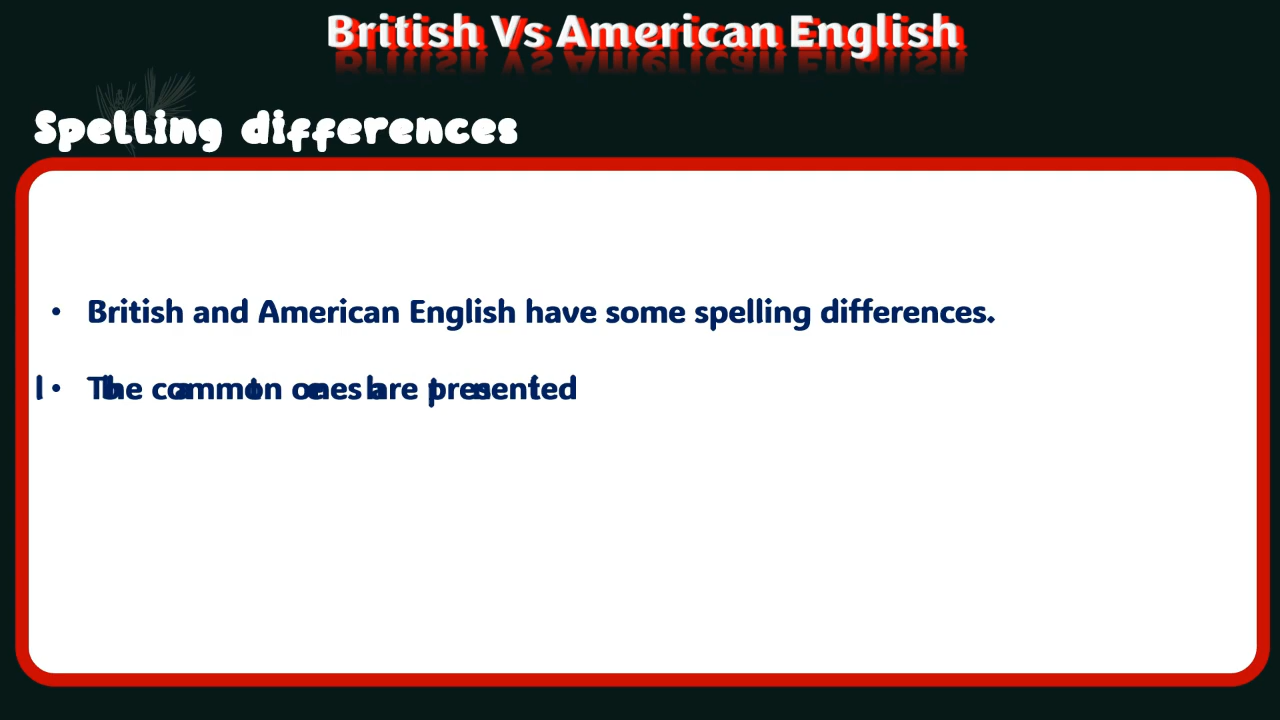 British Vs American English
Spelling differences
• British and American English have some spelling differences.
• The common ones are presented